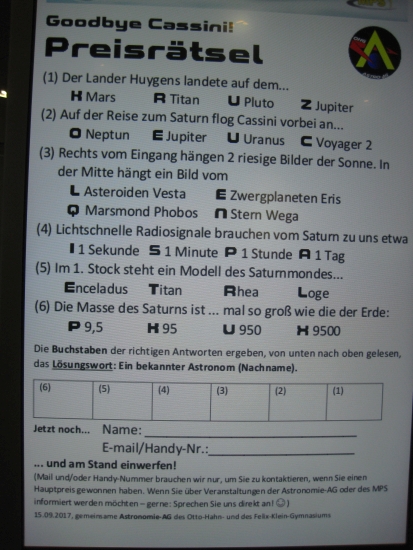 Goodbye Cassini!
Preisrätsel
(1) Der Lander Huygens landete auf dem...
H Mars R Titan U Pluto Z Jupiter
(2) Auf der Reise zum Saturn flog Cassini vorbei an...
O Neptun E Jupiter U Uranus C Voyager 2
(3) Rechts vom Eingang hängen 2 riesige Bilder der Sonne. In
der Mitte hängt ein Bild vom
L Asteroiden Vesta E Zwergplaneten Eris
Q Marsmond Phobos N Stern Wega
(4) Lichtschnelle Radiosignale brauchen vom Saturn zu uns etwa
I 1 Sekunde S 1 Minute P 1 Stunde A 1 Tag
(5) Im 1. Stock steht ein Modell des Saturnmondes...
Enceladus Titan Rhea Loge
(6) Die Masse des Saturns ist ... mal so groß wie die der Erde:
P 9,5 K 95 U 950 H 9500
Die Buchstaben der richtigen Antworten ergeben, von unten nach oben gelesen,
das Lösungswort: Ein bekannter Astronom (Nachname).
(6) (5) (4) (3) (2) (1)
Jetzt noch... Name:
E-mail/Handy-Nr.:
... und am Stand einwerfen!
(Mail und/oder Handy-Nummer brauchen wir nur, um Sie zu kontaktieren, wenn Sie einen
Hauptpreis gewonnen haben. Wenn Sie über Veranstaltungen der Astronomie-AG oder des MPS
informiert werden möchten – gerne: Sprechen Sie uns direkt an! ☺)
15.09.2017, gemeinsame Astronomie-AG des Otto-Hahn- und des Felix-Klein-Gymnasiums